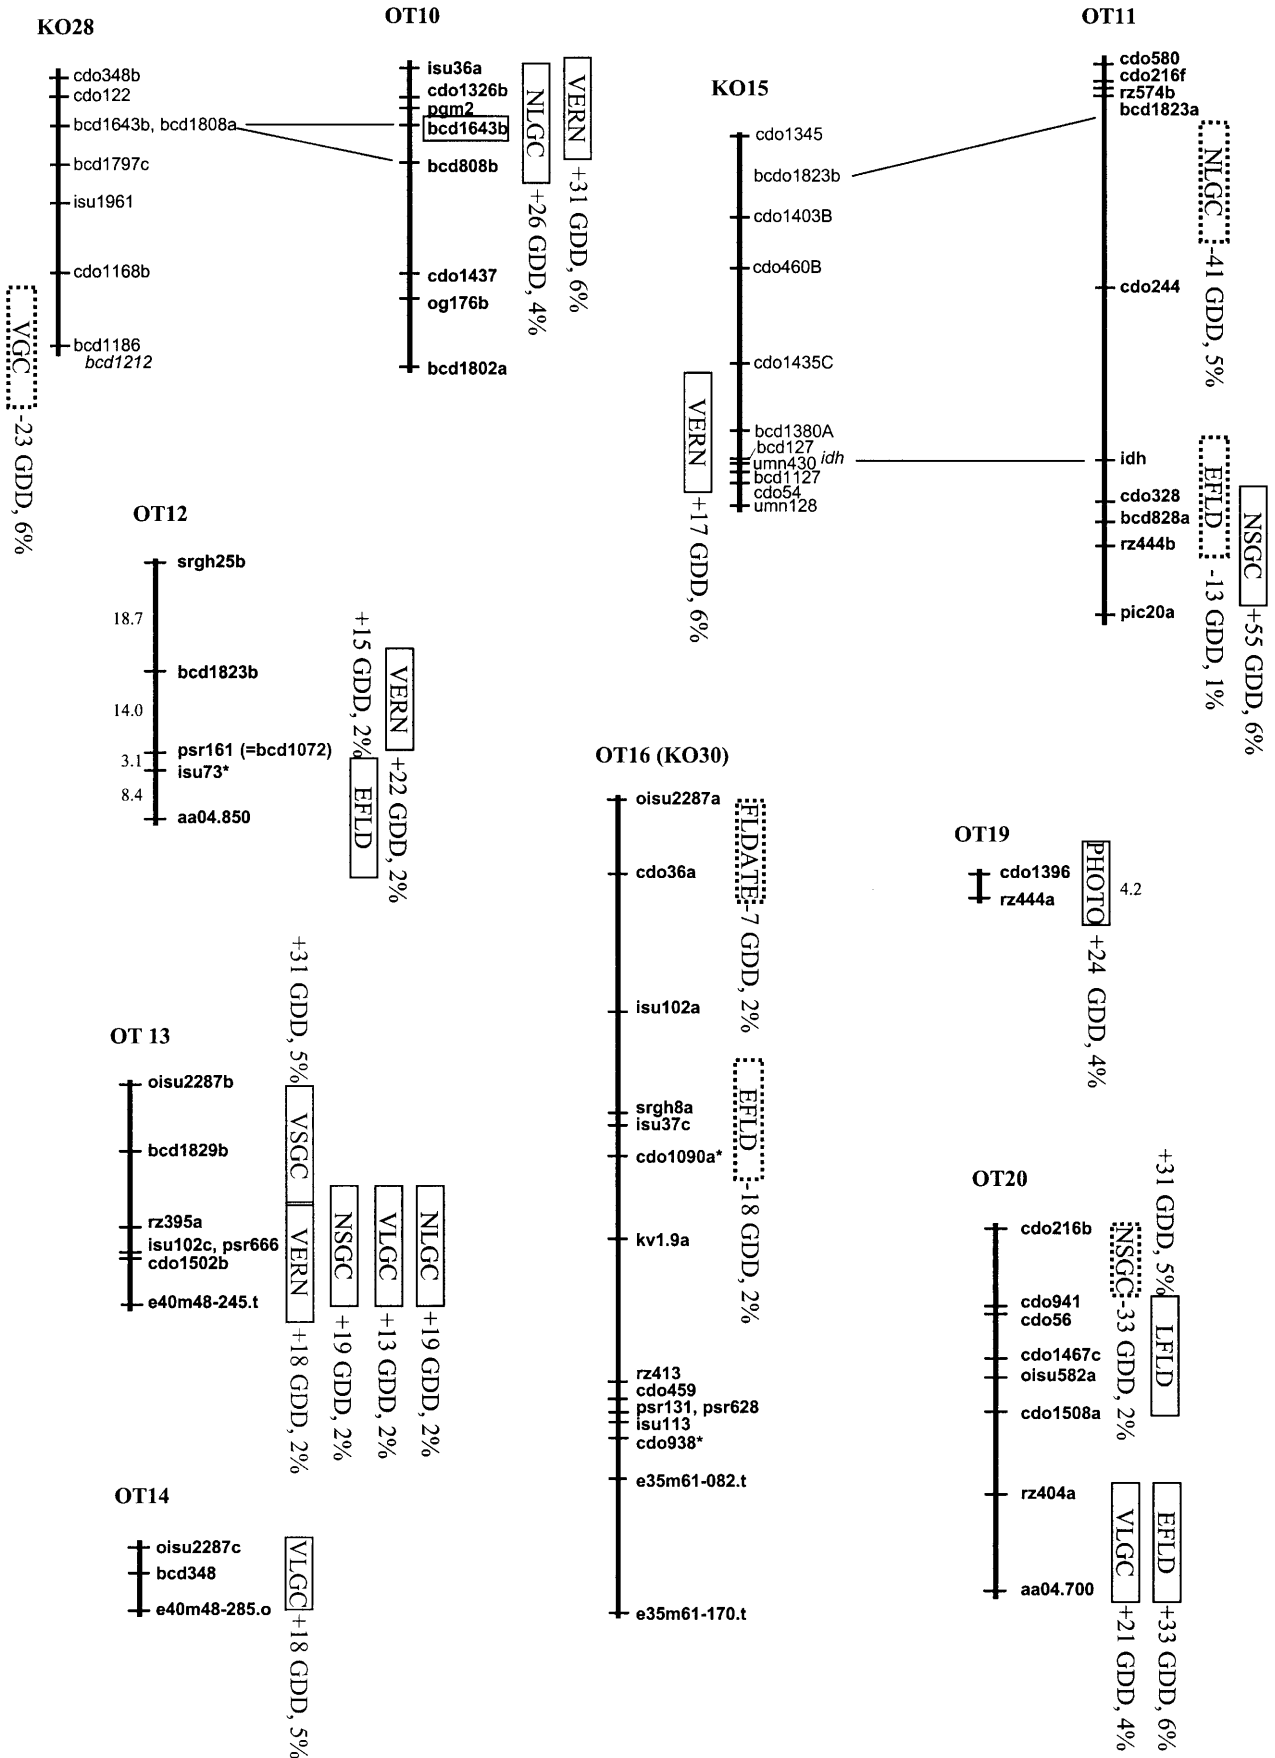 KO28
cdo348b
cdo122
bcd1643b, bcd1808a
bcd1797c
isu1961
cdo1168b
bcd1186
bcd1212
VGC
-23 GDD, 6%
OT10
isu36a
cdo1326b
pgm2
bcd1643b
bcd808b
cdo1437
og176b
bcd1802a
NLGC
+26 GDD, 4%
VERN
+31 GDD, 6%
KO15
cdo1345
bcdo1823b
cdo1403B
cdo460B
cdo1435C
bcd1380A
bcd127
umn430 idh
bcd1127
cdo54
umn128
VERN
+17 GDD, 6%
OT11
cdo580
cdo216f
rz574b
bcd1823a
cdo244
idh
cdo328
bcd828a
rz444b
pic20a
NLGC
-41 GDD, 5%
EFLD
-13 GDD, 1%
NSGC
+55 GDD, 6%
OT12
srgh25b
18.7
bcd1823b
14.0
psr161 (=bcd1072)
3.1
isu73*
8.4
aa04.850
+15 GDD, 2%
EFLD
VERN
+22 GDD, 2%
OT16 (KO30)
oisu2287a
cdo36a
isu102a
srgh8a
isu37c
cdo1090a*
kv1.9a
rz413
cdo459
psr131, psr628
isu113
cdo938*
e35m61-082.t
e35m61-170.t
FLDATE
-7 GDD, 2%
EFLD
-18 GDD, 2%
OT19
cdo1396
rz444a
PHOTO
4.2
+24 GDD, 4%
OT 13
oisu2287b
bcd1829b
rz395a
isu102c, psr666
cdo1502b
e40m48-245.t
+31 GDD, 5%
VSGC
VERN
+18 GDD, 2%
NSGC
+19 GDD, 2%
VLGC
+13 GDD, 2%
NLGC
+19 GDD, 2%
OT20
cdo216b
cdo941
cdo56
cdo1467c
oisu582a
cdo1508a
rz404a
aa04.700
NSGC
-33 GDD, 2%
+31 GDD, 5%
LFLD
VLGC
+21 GDD, 4%
EFLD
+33 GDD, 6%
OT14
oisu2287c
bcd348
e40m48-285.o
VLGC
+18 GDD, 5%